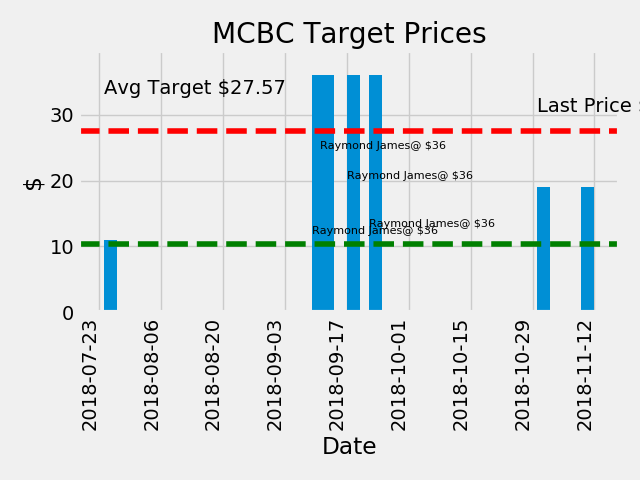 MCBC Target Prices
Avg Target $27.57
Last Price
30
Raymond James@ $36
Raymond James@ $36
20
$
Raymond James@ $36
Raymond James@ $36
10
0
2018-07-23
2018-08-06
2018-08-20
2018-09-03
2018-09-17
2018-10-01
2018-10-15
2018-10-29
2018-11-12
Date